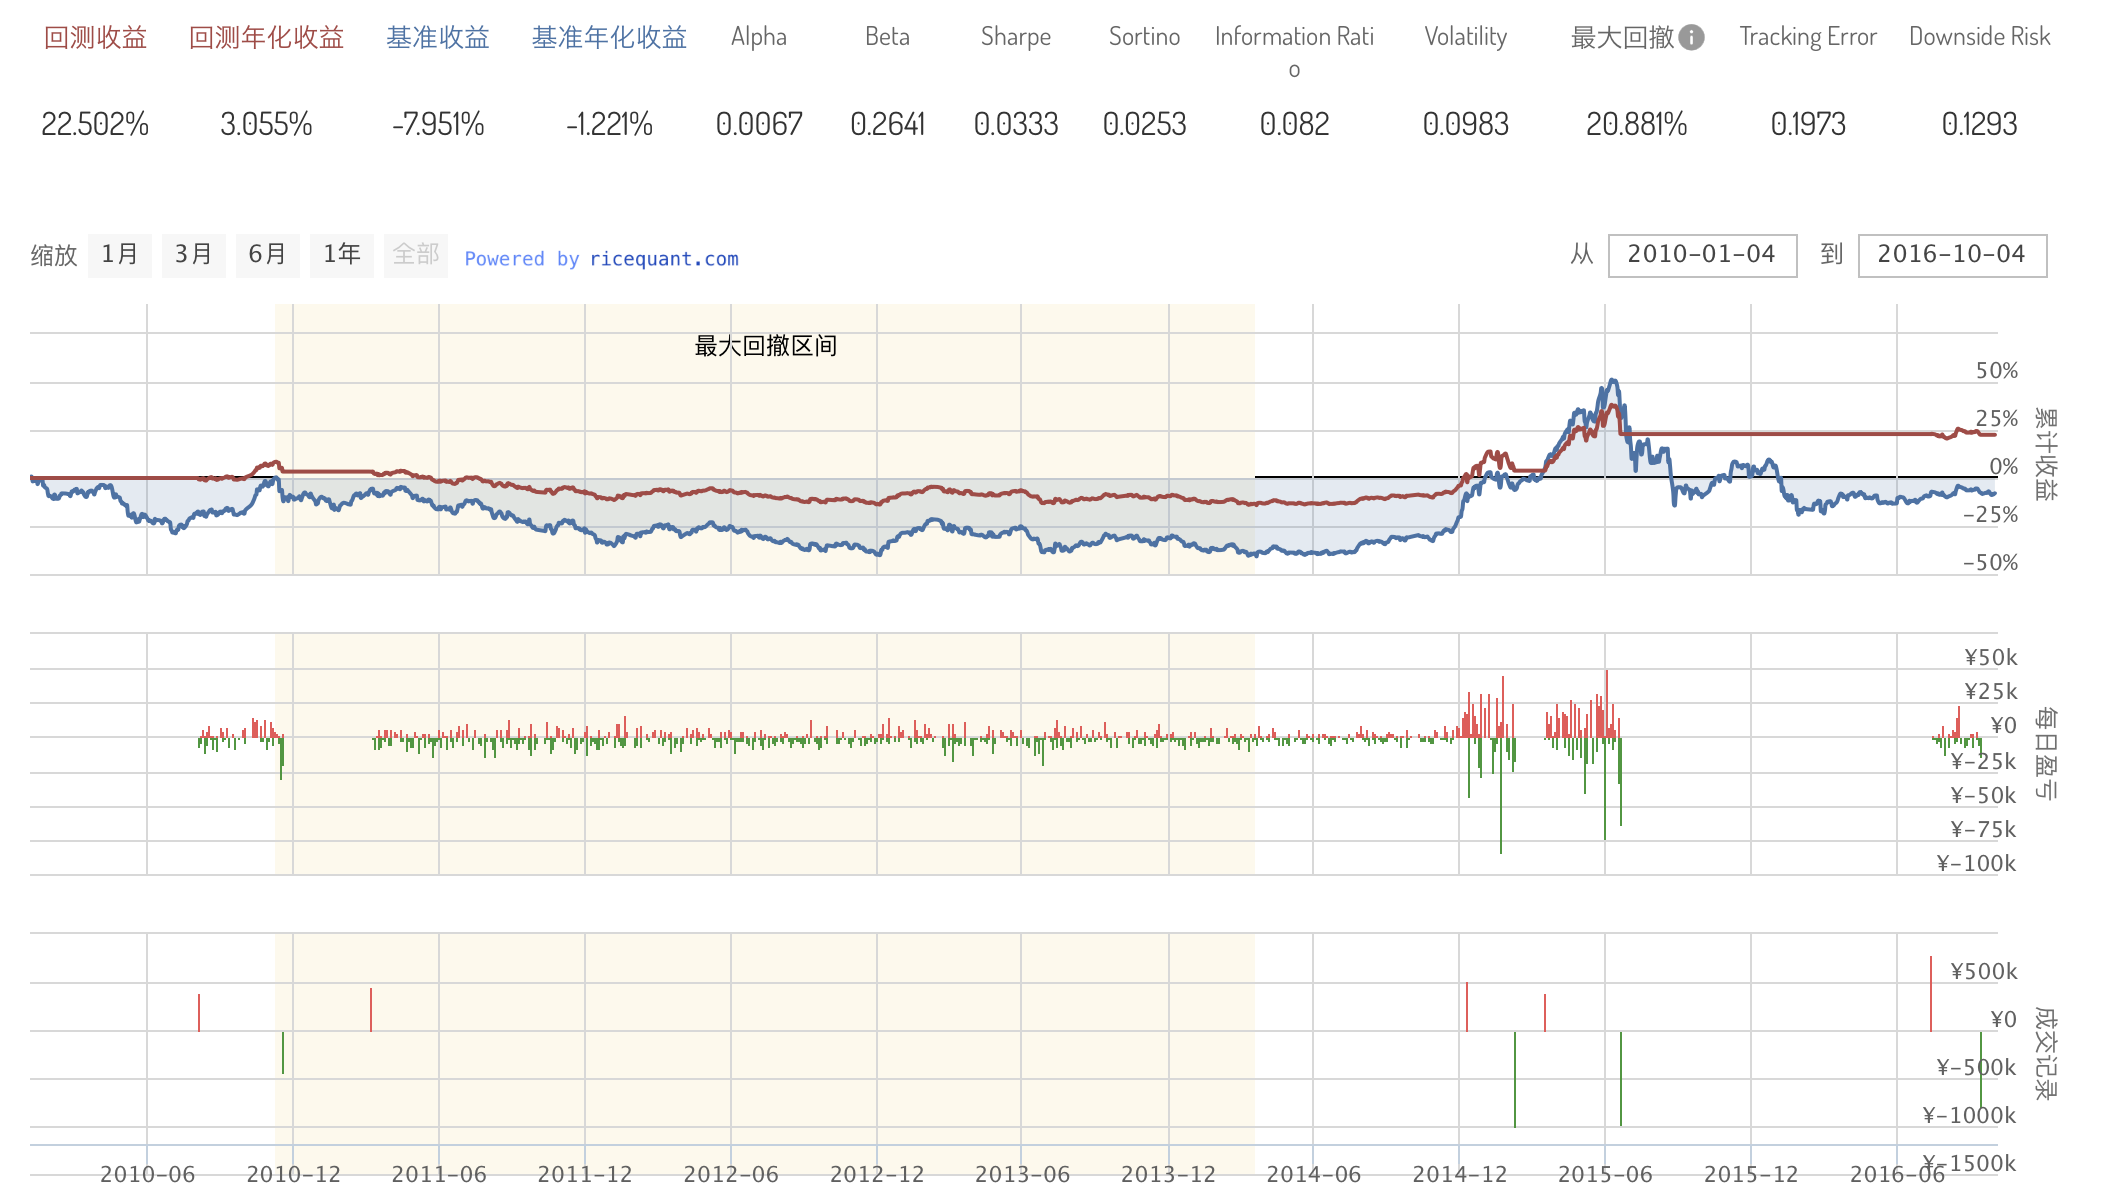 回测收益 回测年化收益 基准收益 基准年化收益 Alpha Beta Sharpe Sortino Information Rati Volatility 最大回撤 i Tracking Error Downside Risk
o
22.502% 3.055% -7.951% -1.221% 0.0067 0.2641 0.0333 0.0253 0.082 0.0983 20.881% 0.1973 0.1293
缩放 1月 3月 6月 1年 全部 Powered by ricequant.com 从 2010-01-04 到 2016-10-04
最大回撤区间
50%
25%
0%
-25%
-50%
累计收益
¥50k
¥25k
¥0
¥-25k
¥-50k
¥-75k
¥-100k
每日盈亏
¥500k
¥0
¥-500k
¥-1000k
¥-1500k
成交记录
2010-06 2010-12 2011-06 2011-12 2012-06 2012-12 2013-06 2013-12 2014-06 2014-12 2015-06 2015-12 2016-06